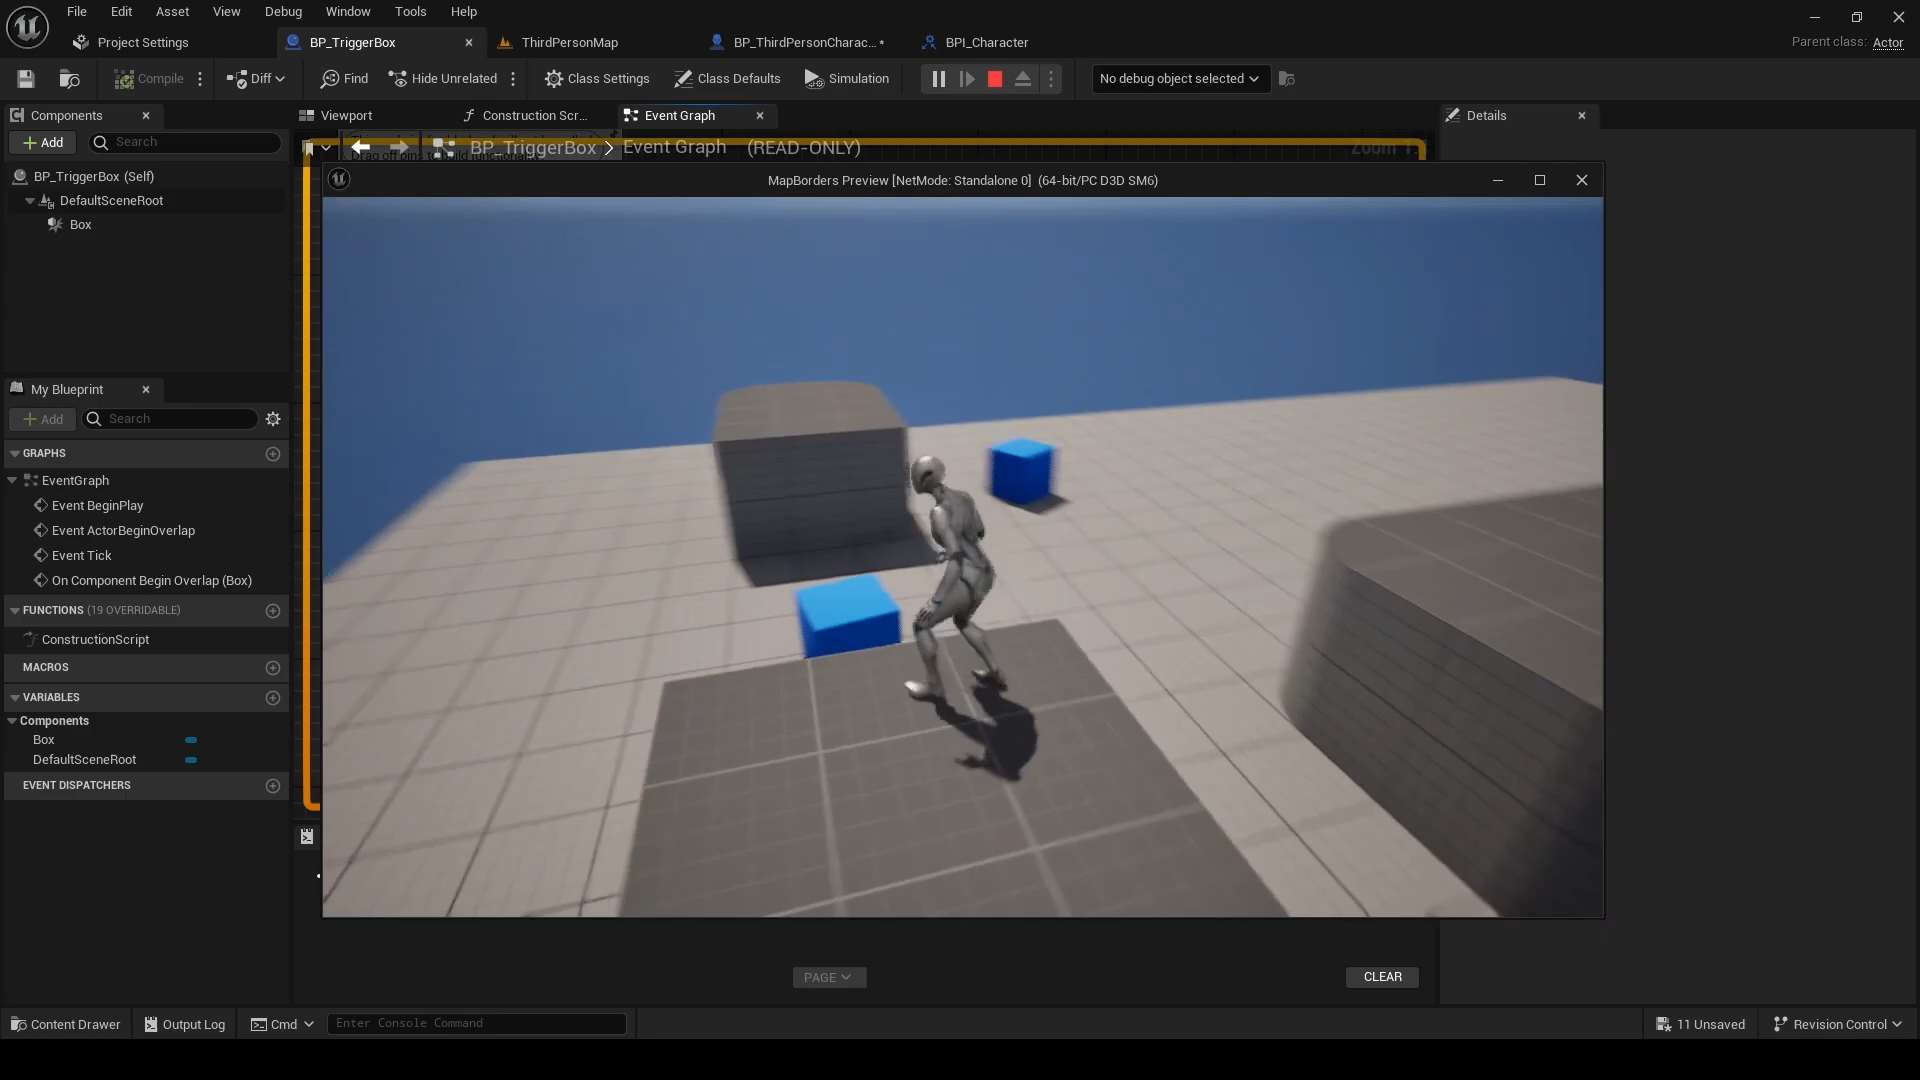 File Edit Asset View Debug Window Tools Help
Project Settings BP_TriggerBox ThirdPersonMap BP_ThirdPersonCharac...* BPI_Character Parent class: Actor
Compile Diff Find Hide Unrelated Class Settings Class Defaults Simulation No debug object selected
Components Viewport Construction Scr... Event Graph Details
Add Search
BP_TriggerBox > Event Graph (READ-ONLY)
BP_TriggerBox (Self)
MapBorders Preview [NetMode: Standalone 0] (64-bit/PC D3D SM6)
DefaultSceneRoot
Box
My Blueprint
Add Search
GRAPHS
EventGraph
Event BeginPlay
Event ActorBeginOverlap
Event Tick
On Component Begin Overlap (Box)
FUNCTIONS (19 OVERRIDABLE)
ConstructionScript
MACROS
VARIABLES
Components
Box
DefaultSceneRoot
EVENT DISPATCHERS
PAGE CLEAR
Content Drawer Output Log Cmd Enter Console Command 11 Unsaved Revision Control